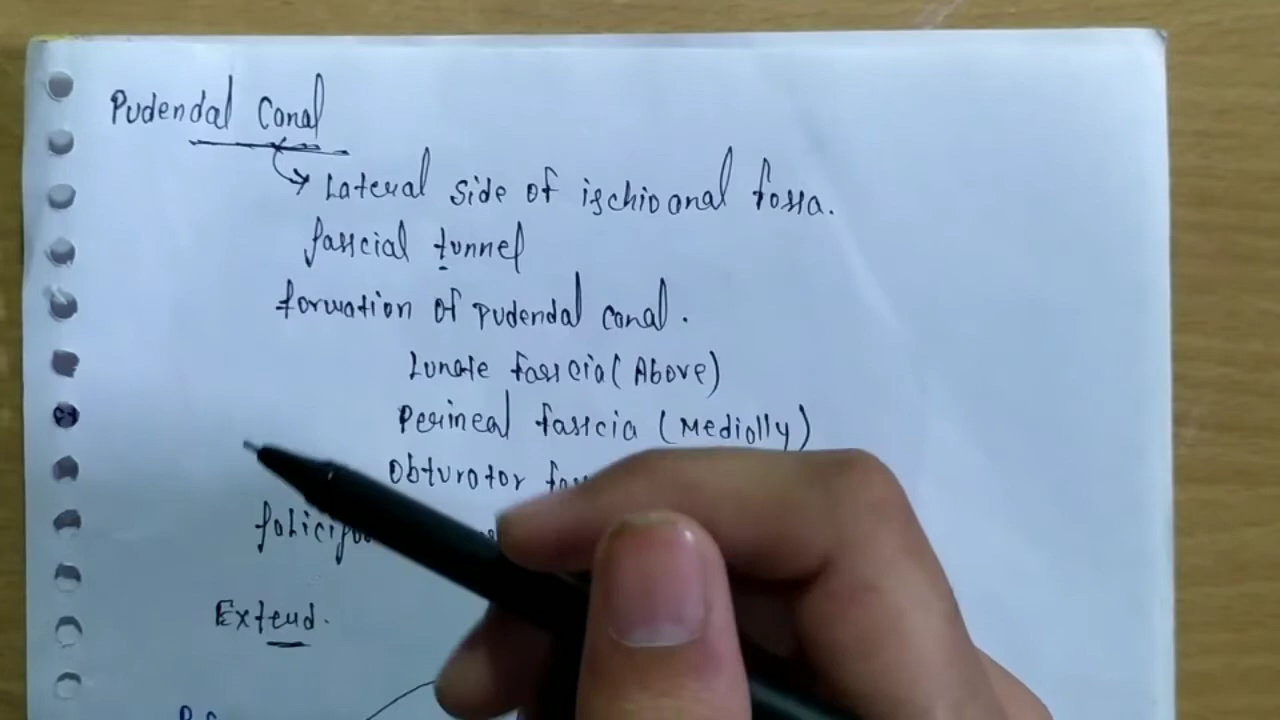 Pudendal Canal
Lateral side of ischioanal fossa.
fascial tunnel
formation of pudendal canal.
Lunate fascia (Above)
Perineal fascia (Medially)
Obturator
Extend.